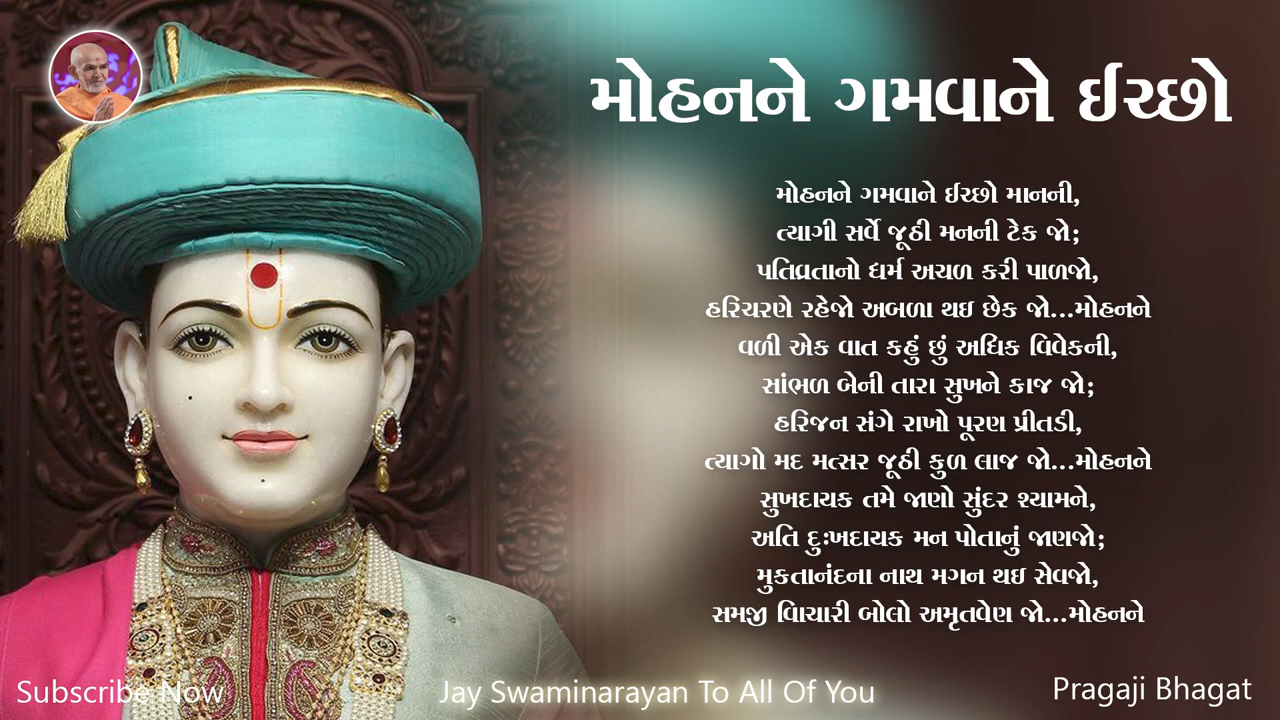 મોહનને ગમવાને ઈચ્છો
મોહનને ગમવાને ઈચ્છો માનની,
ત્યાગી સર્વે જૂઠી મનની ટેક જો;
પતિવ્રતાનો ધર્મ અચળ કરી પાળજો,
હરિચરણે રહેજો અબળા થઇ છેક જો...મોહનને
વળી એક વાત કહું છું અધિક વિવેકની,
સાંભળ બેની તારા સુખને કાજ જો;
હરિજન સંગે રાખો પૂરણ પ્રીતડી,
ત્યાગો મદ મત્સર જૂઠી કુળ લાજ જો...મોહનને
સુખદાયક તમે જાણો સુંદર શ્યામને,
અતિ દુઃખદાયક મન પોતાનું જાણજો;
મુકતાનંદના નાથ મગન થઇ સેવજો,
સમજી વિાચારી બોલો અમૃતવેણ જો...મોહનને
Subscribe Now
Jay Swaminarayan To All Of You
Pragaji Bhagat